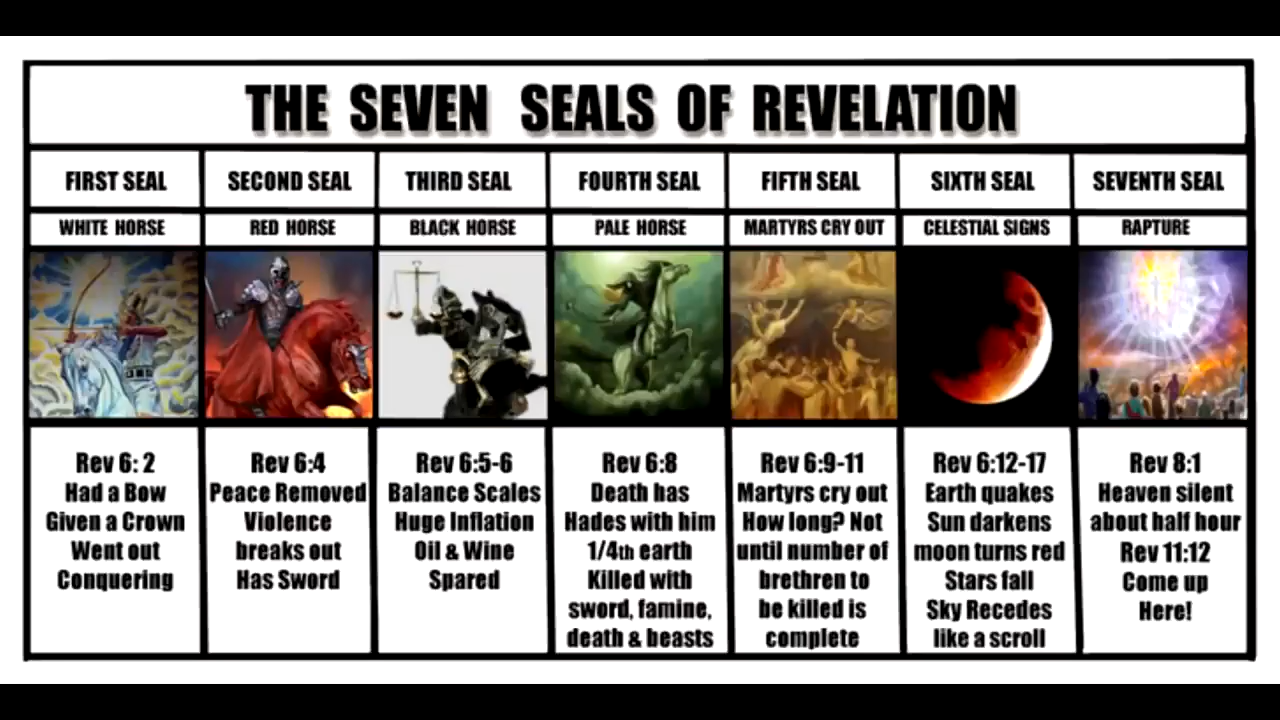 THE SEVEN SEALS OF REVELATION
FIRST SEAL
SECOND SEAL
THIRD SEAL
FOURTH SEAL
FIFTH SEAL
SIXTH SEAL
SEVENTH SEAL
WHITE HORSE
RED HORSE
BLACK HORSE
PALE HORSE
MARTYRS CRY OUT
CELESTIAL SIGNS
RAPTURE
Rev 6: 2
Had a Bow
Given a Crown
Went out
Conquering
Rev 6:4
Peace Removed
Violence
breaks out
Has Sword
Rev 6:5-6
Balance Scales
Huge Inflation
Oil & Wine
Spared
Rev 6:8
Death has
Hades with him
1/4th earth
Killed with
sword, famine,
death & beasts
Rev 6:9-11
Martyrs cry out
How long? Not
until number of
brethren to
be killed is
complete
Rev 6:12-17
Earth quakes
Sun darkens
moon turns red
Stars fall
Sky Recedes
like a scroll
Rev 8:1
Heaven silent
about half hour
Rev 11:12
Come up
Here!